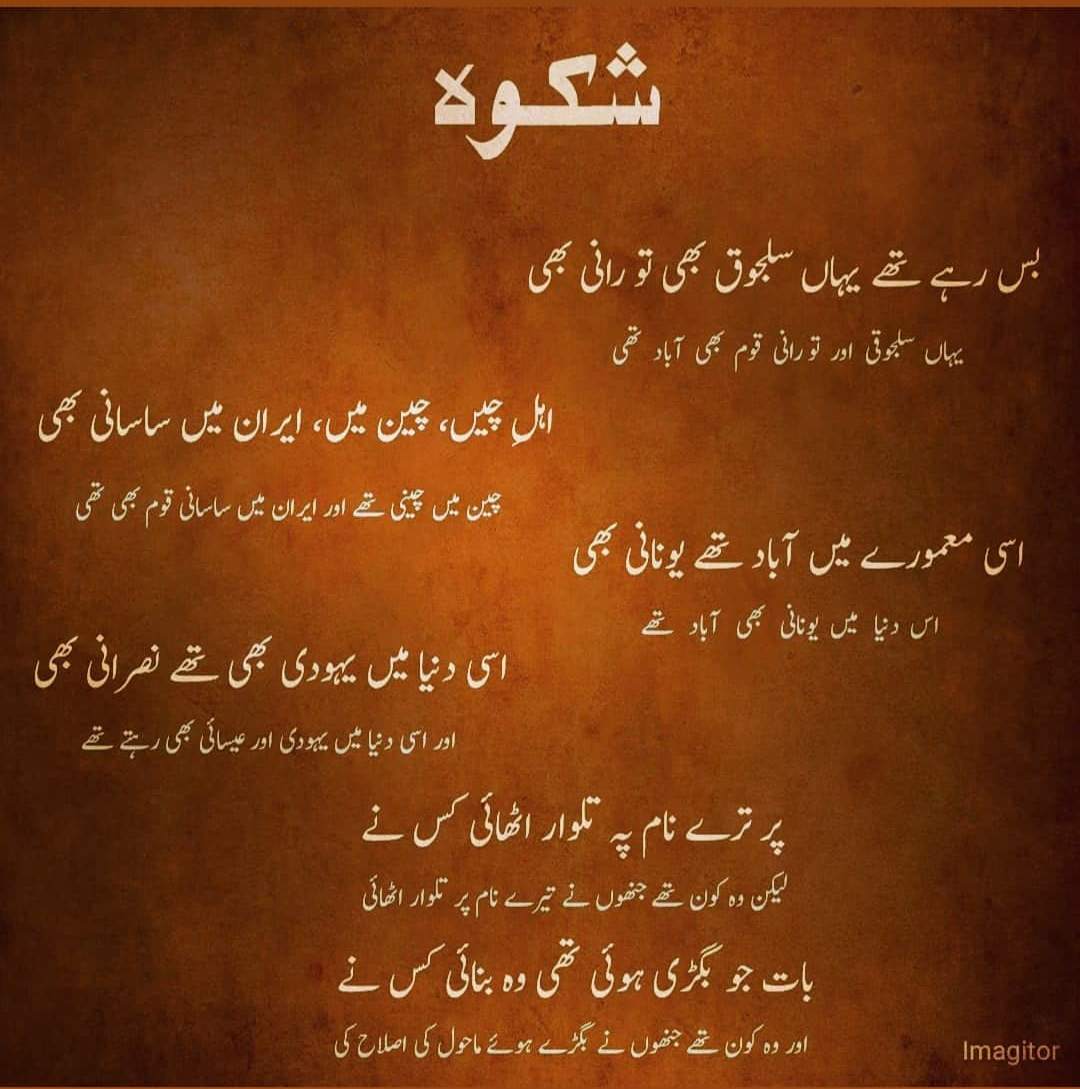 شکوہ
بس رہے تھے یہاں سلجوق بھی تو رانی بھی
یہاں سلجوقی اور تو رانی قوم بھی آباد تھی
اہلِ چیں، چین میں، ایران میں ساسانی بھی
چین میں چینی تھے اور ایران میں ساسانی قوم بھی تھی
اسی معمورے میں آباد تھے یونانی بھی
اس دنیا میں یونانی بھی آباد تھے
اسی دنیا میں یہودی بھی تھے نصرانی بھی
اور اسی دنیا میں یہودی اور عیسائی بھی رہتے تھے
پر ترے نام پہ تلوار اٹھائی کس نے
لیکن وہ کون تھے جنھوں نے تیرے نام پر تلوار اٹھائی
بات جو بگڑی ہوئی تھی وہ بنائی کس نے
اور وہ کون تھے جنھوں نے بگڑے ہوئے ماحول کی اصلاح کی
Imagitor